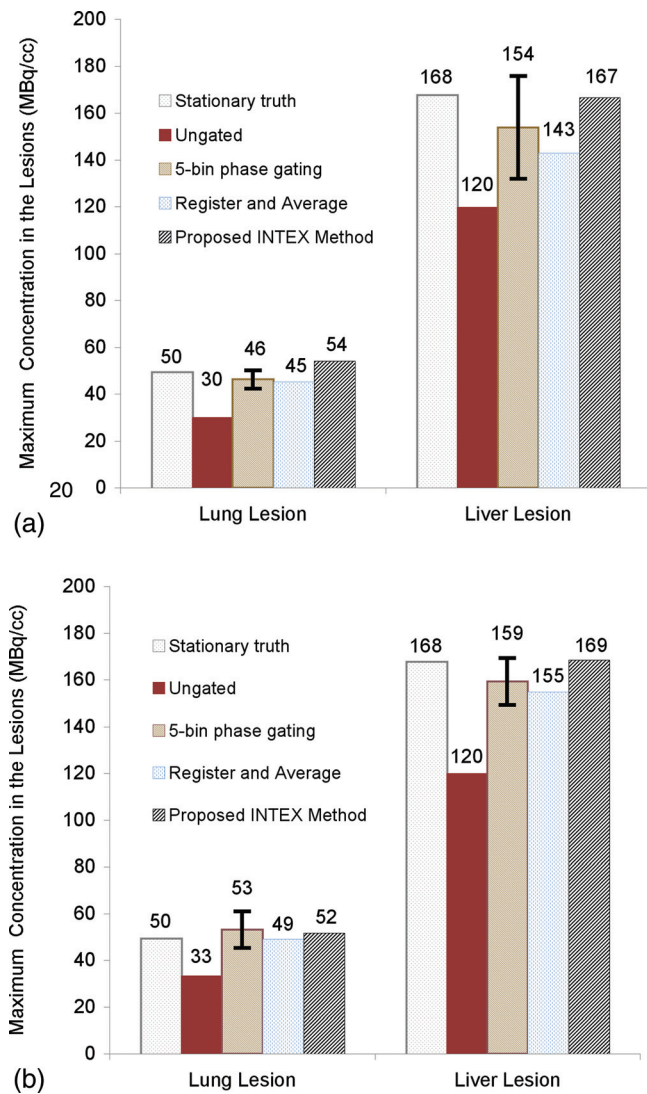 Maximum Concentration in the Lesions (MBq/cc)
200
180
160
140
120
100
80
60
40
20
0
20
Stationary truth
Ungated
5-bin phase gating
Register and Average
Proposed INTEX Method
50
30
46
45
54
168
120
154
143
167
Lung Lesion
Liver Lesion
(a)
Maximum Concentration in the Lesions (MBq/cc)
200
180
160
140
120
100
80
60
40
20
0
Stationary truth
Ungated
5-bin phase gating
Register and Average
Proposed INTEX Method
50
33
53
49
52
168
120
159
155
169
Lung Lesion
Liver Lesion
(b)